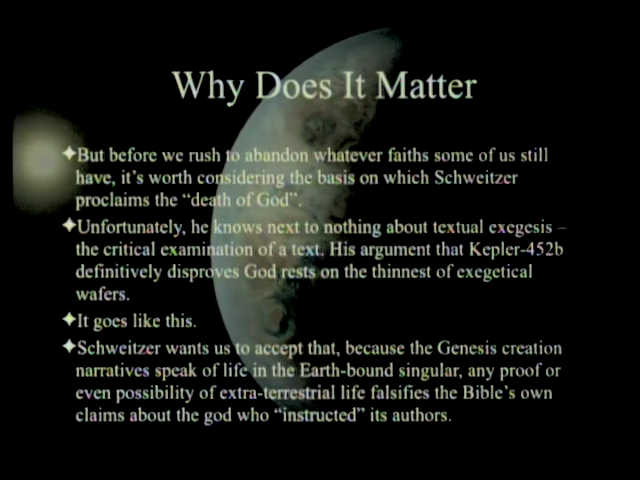 Why Does It Matter
✦But before we rush to abandon whatever faiths some of us still
have, it’s worth considering the basis on which Schweitzer
proclaims the “death of God”.
✦Unfortunately, he knows next to nothing about textual exegesis –
the critical examination of a text. His argument that Kepler-452b
definitively disproves God rests on the thinnest of exegetical
wafers.
✦It goes like this.
✦Schweitzer wants us to accept that, because the Genesis creation
narratives speak of life in the Earth-bound singular, any proof or
even possibility of extra-terrestrial life falsifies the Bible’s own
claims about the god who “instructed” its authors.